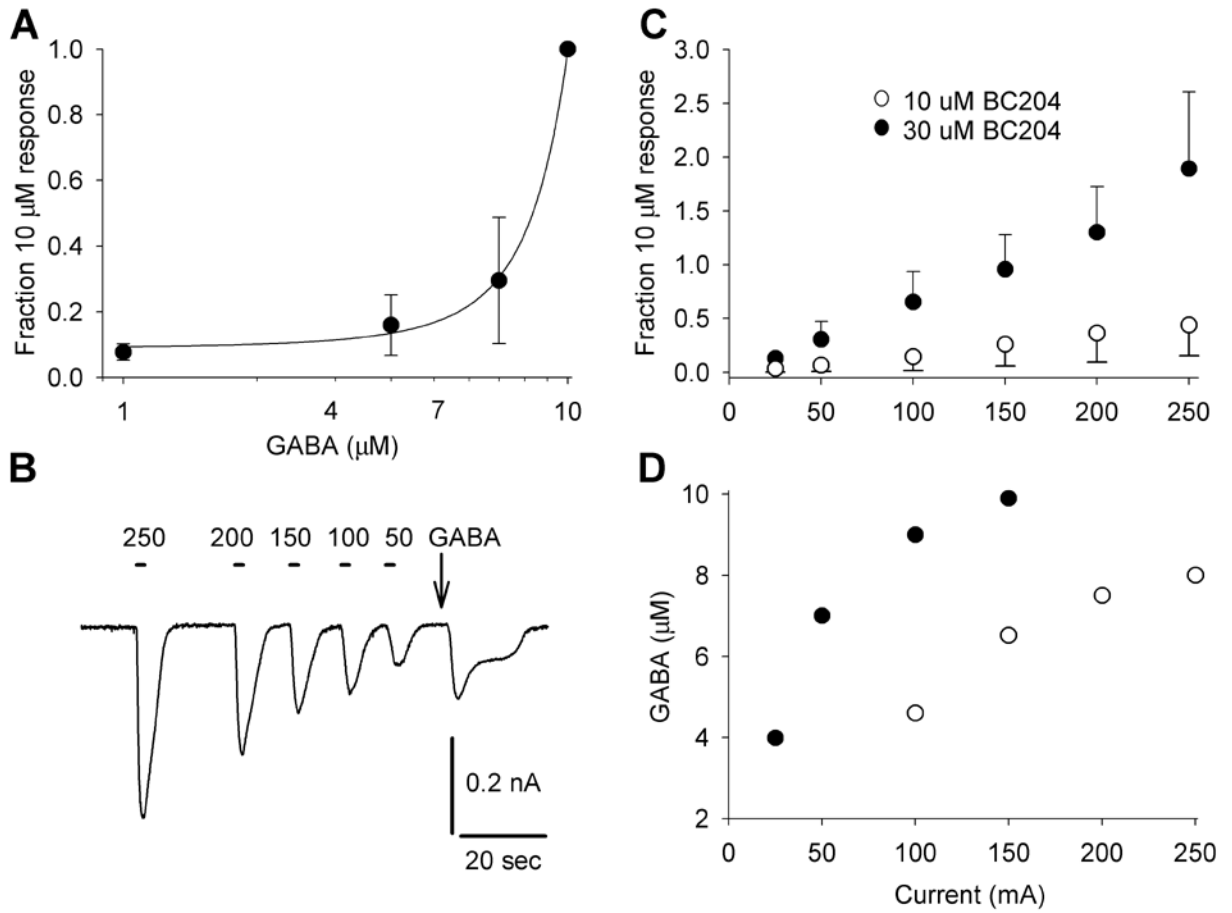 A
Fraction 10 μM response
1.0
0.8
0.6
0.4
0.2
0.0
1 4 7 10
GABA (μM)
B
250 200 150 100 50 GABA
0.2 nA
20 sec
C
Fraction 10 μM response
3.0
2.5
2.0
1.5
1.0
0.5
0.0
10 uM BC204
30 uM BC204
0 50 100 150 200 250
D
GABA (μM)
10
8
6
4
2
0 50 100 150 200 250
Current (mA)